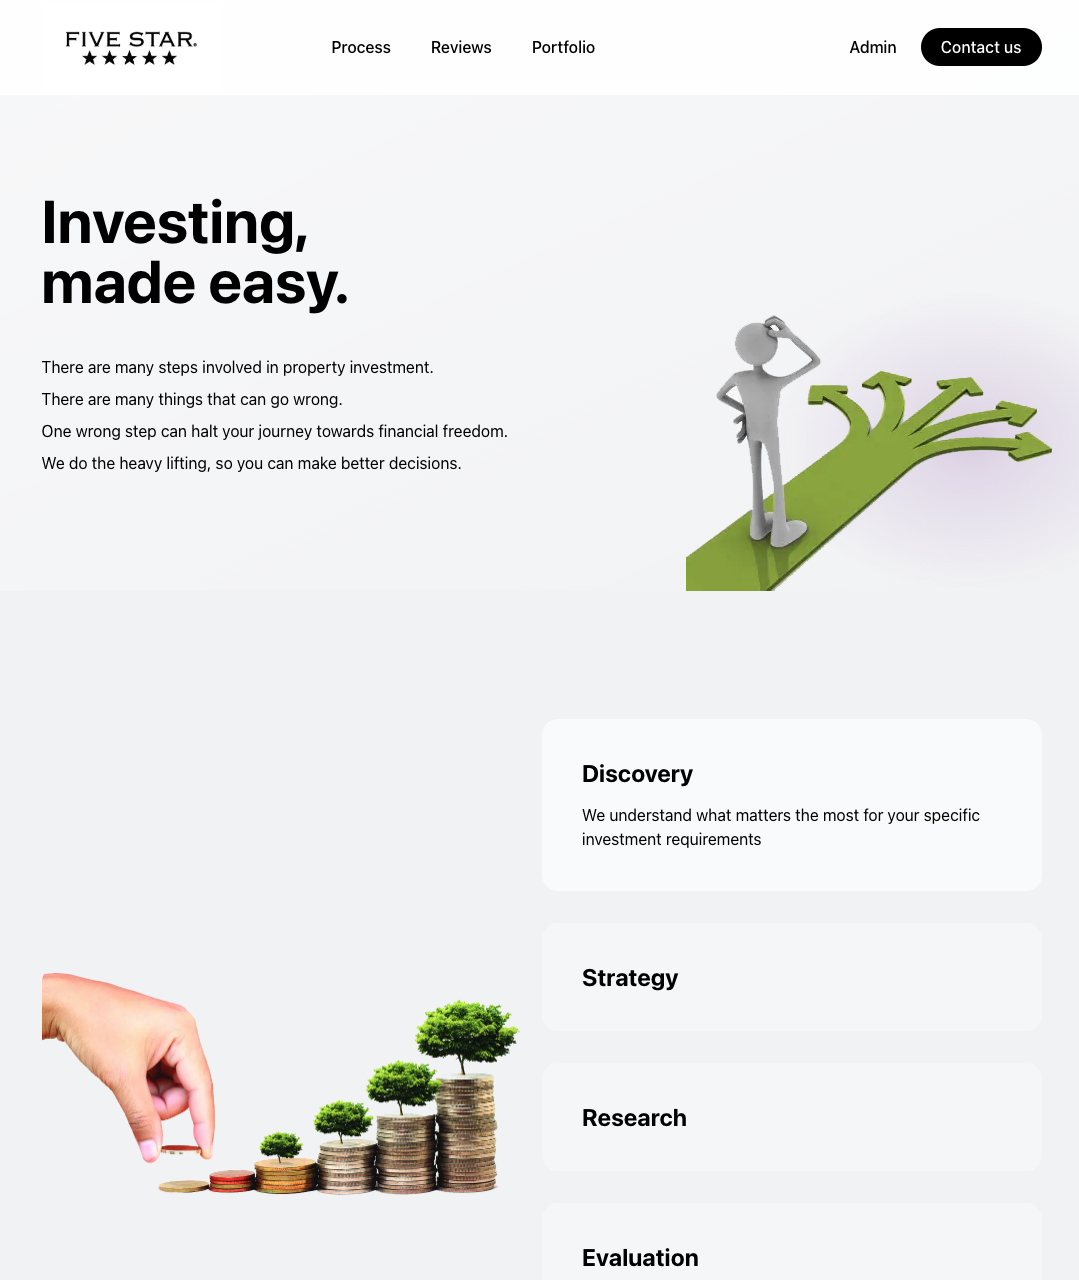 FIVE STAR.
Process
Reviews
Portfolio
Admin
Contact us
Investing,
made easy.
There are many steps involved in property investment.
There are many things that can go wrong.
One wrong step can halt your journey towards financial freedom.
We do the heavy lifting, so you can make better decisions.
Discovery
We understand what matters the most for your specific
investment requirements
Strategy
Research
Evaluation